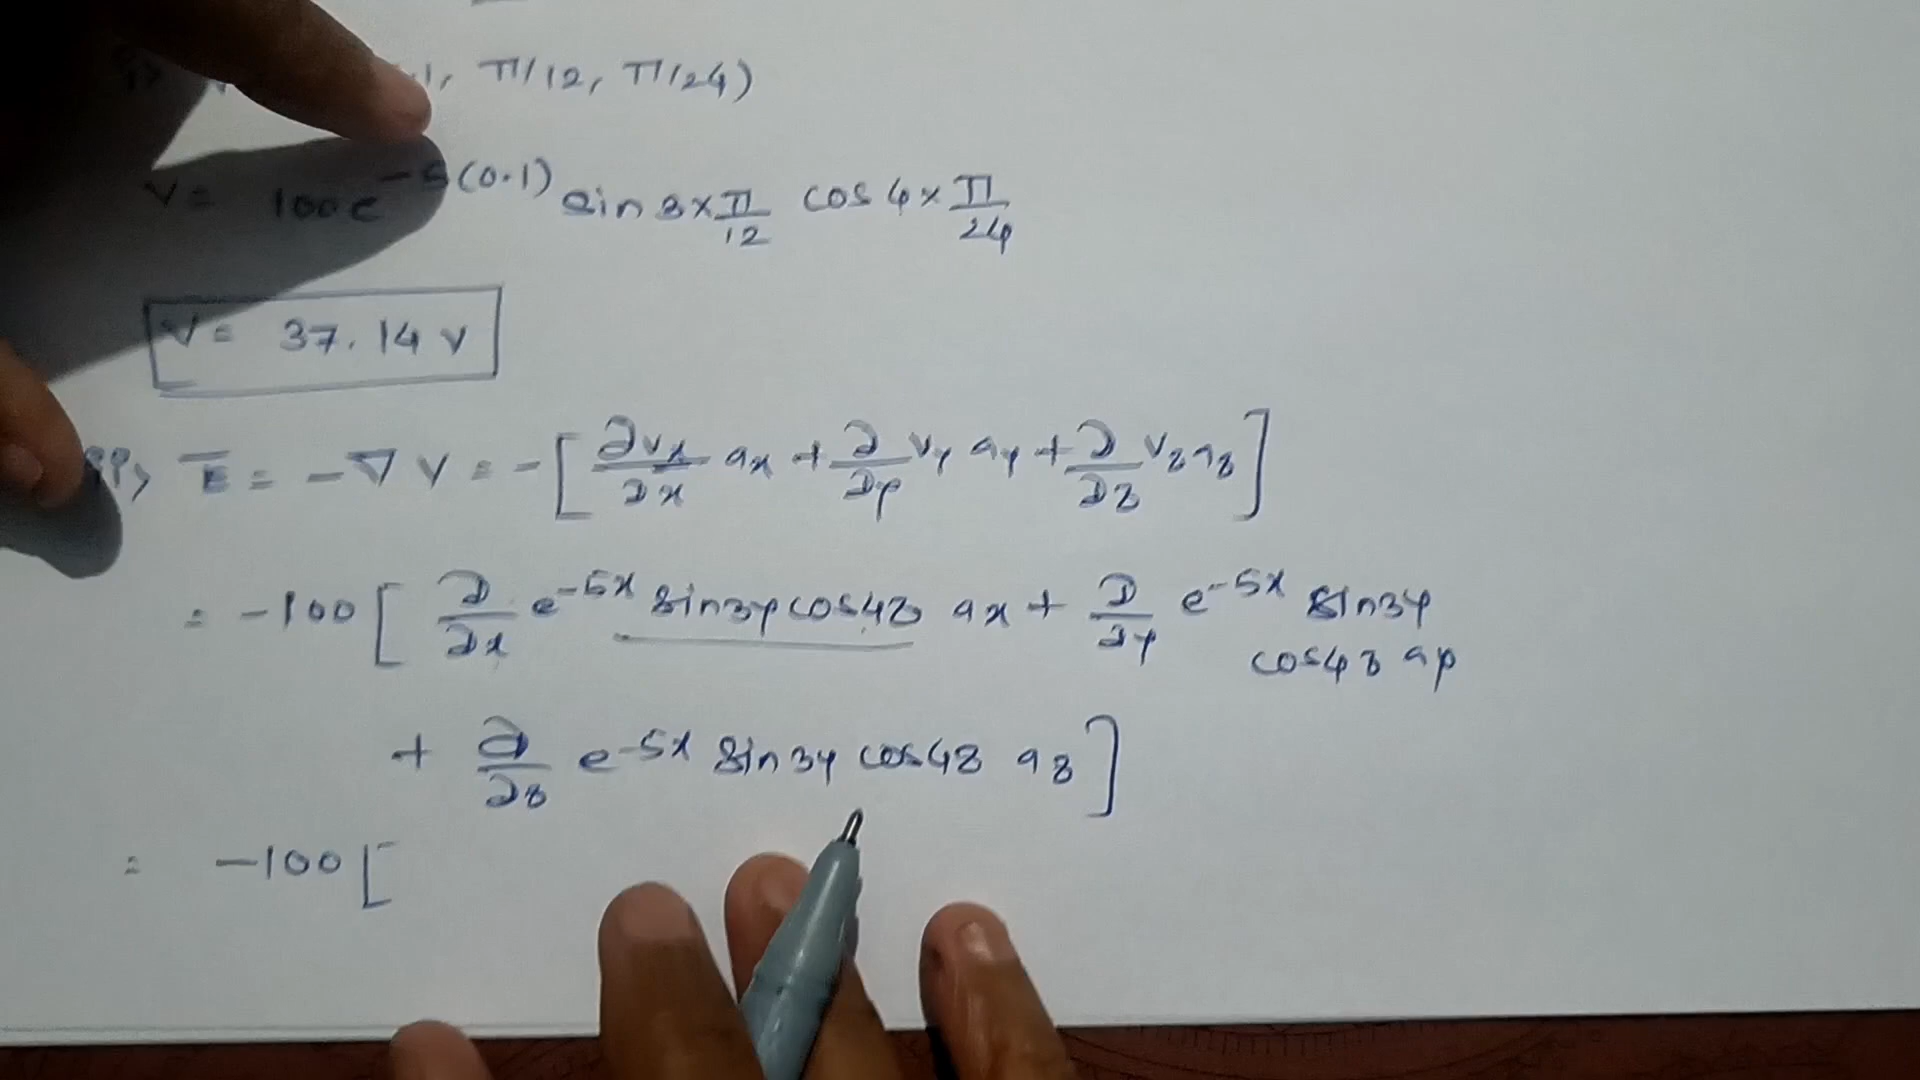 1, π/12, π/24)
V = 100e^-5(0.1) sin 3×π/12 cos 4×π/24
V = 37.14 V
E = -∇V = -[∂Vx/∂x ax + ∂/∂y Vy ay + ∂/∂z Vz az]
= -100[∂/∂x e^-5x sin3y cos4z ax + ∂/∂y e^-5x sin3y
cos4z ay
+ ∂/∂z e^-5x sin3y cos4z az]
= -100[